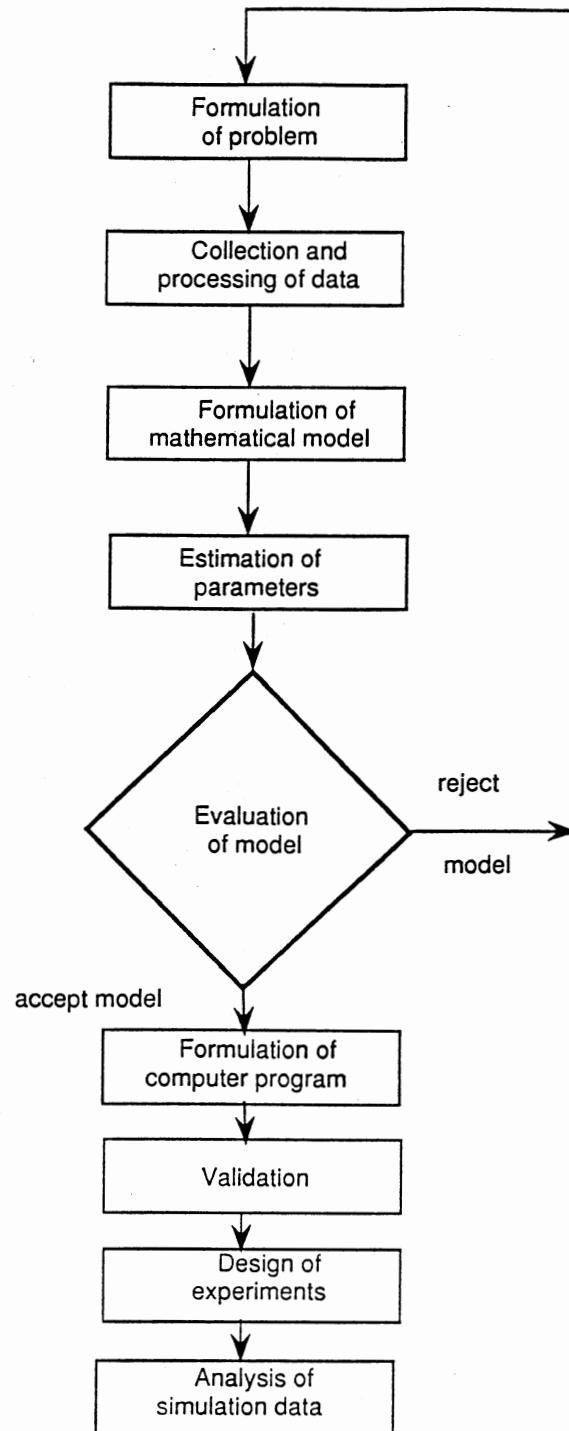 Formulation
of problem
Collection and
processing of data
Formulation of
mathematical model
Estimation of
parameters
Evaluation
of model
reject
model
accept model
Formulation of
computer program
Validation
Design of
experiments
Analysis of
simulation data